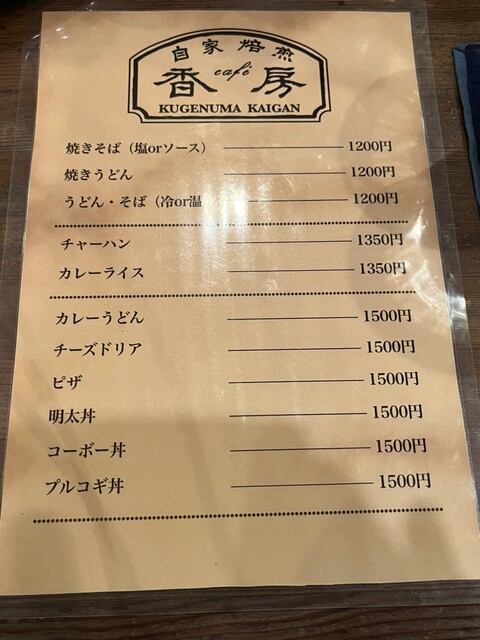 自家焙煎
香 café 房
KUGENUMA KAIGAN
焼きそば（塩orソース） 1200円
焼きうどん 1200円
うどん・そば（冷or温 1200円
チャーハン 1350円
カレーライス 1350円
カレーうどん 1500円
チーズドリア 1500円
ピザ 1500円
明太丼 1500円
コーボー丼 1500円
プルコギ丼 1500円